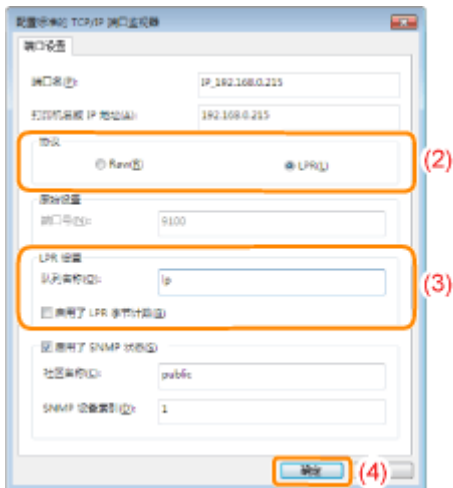 配置标准的 TCP/IP 端口监视器
端口设置
端口名(P): IP_192.168.0.215
打印机名或 IP 地址(A): 192.168.0.215
协议
Raw(R) LPR(L)
(2)
原始设置
端口号(N): 9100
LPR 设置
队列名称(Q): lp
(3)
启用了 LPR 字节计数(B)
启用了 SNMP 状态(S)
社区名称(C): public
SNMP 设备索引(D): 1
确定
(4)